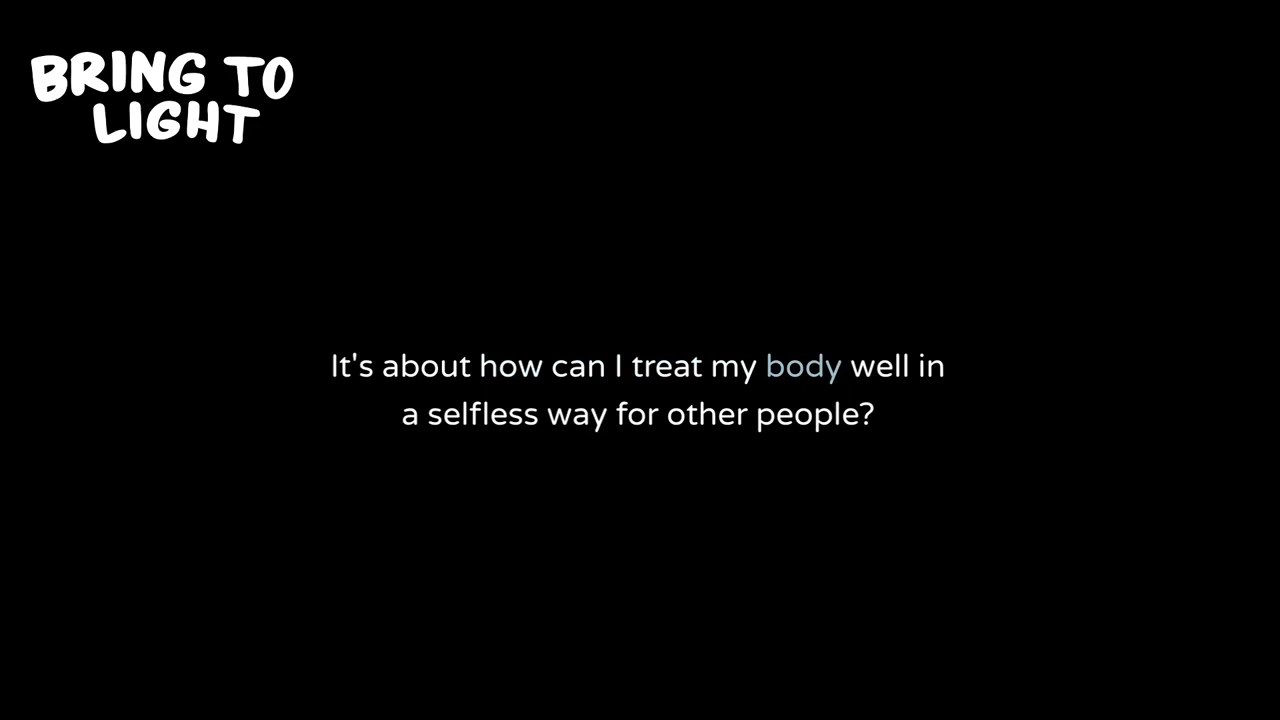 BRING TO
LIGHT
It's about how can I treat my body well in
a selfless way for other people?